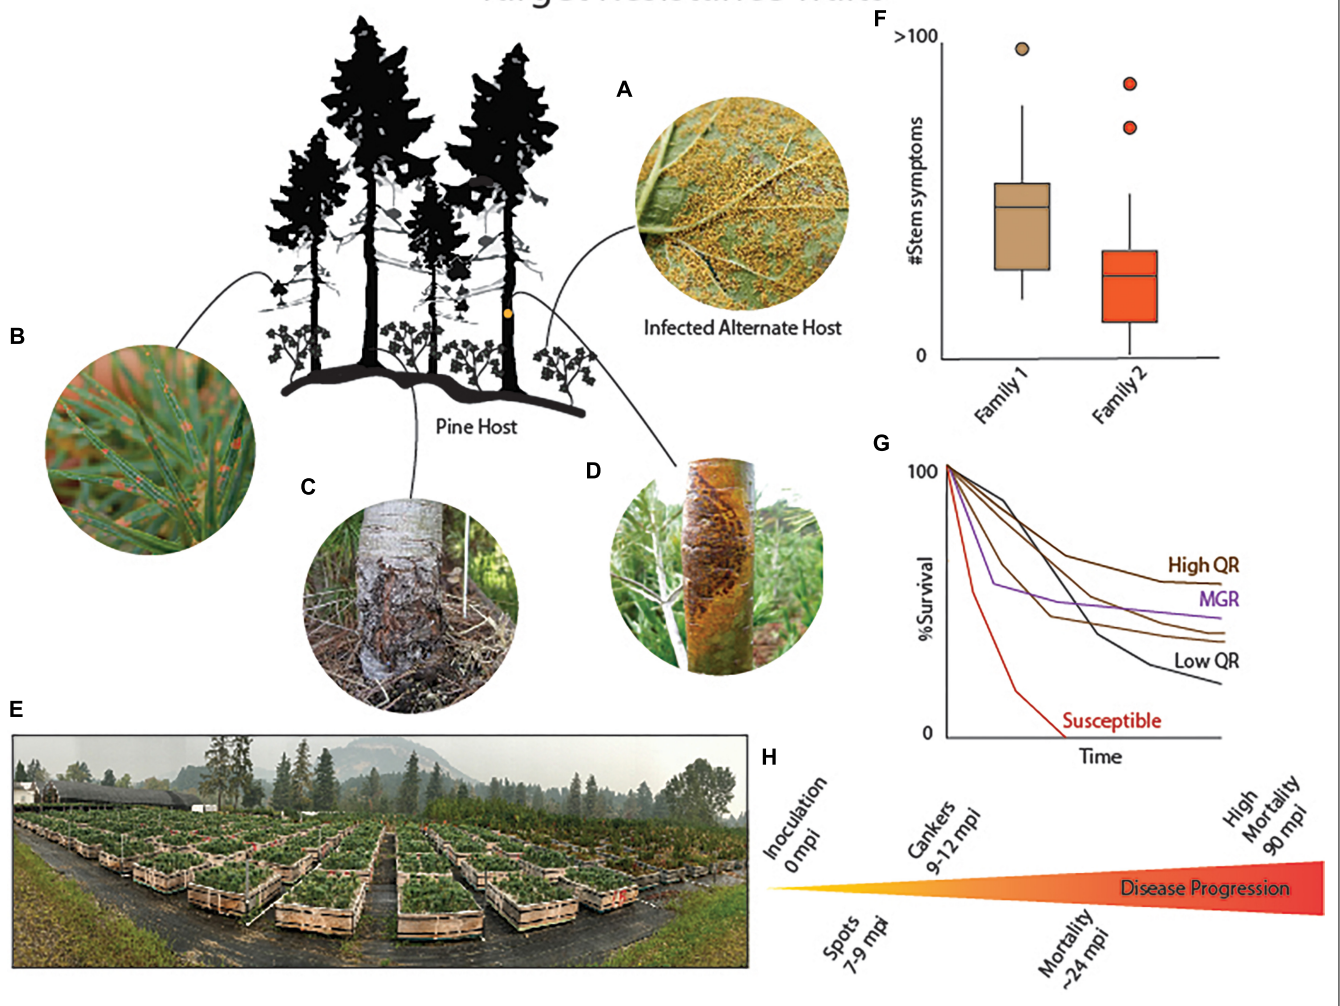 F
>100
A
#Stem symptoms
Infected Alternate Host
B
0
Family 1
Family 2
Pine Host
G
D
C
100
High QR
%Survival
MGR
Low QR
E
Susceptible
0
Time
H
Inoculation
0 mpi
Cankers
9-12 mpi
High
Mortality
90 mpi
Disease Progression
Spots
7-9 mpi
Mortality
~24 mpi